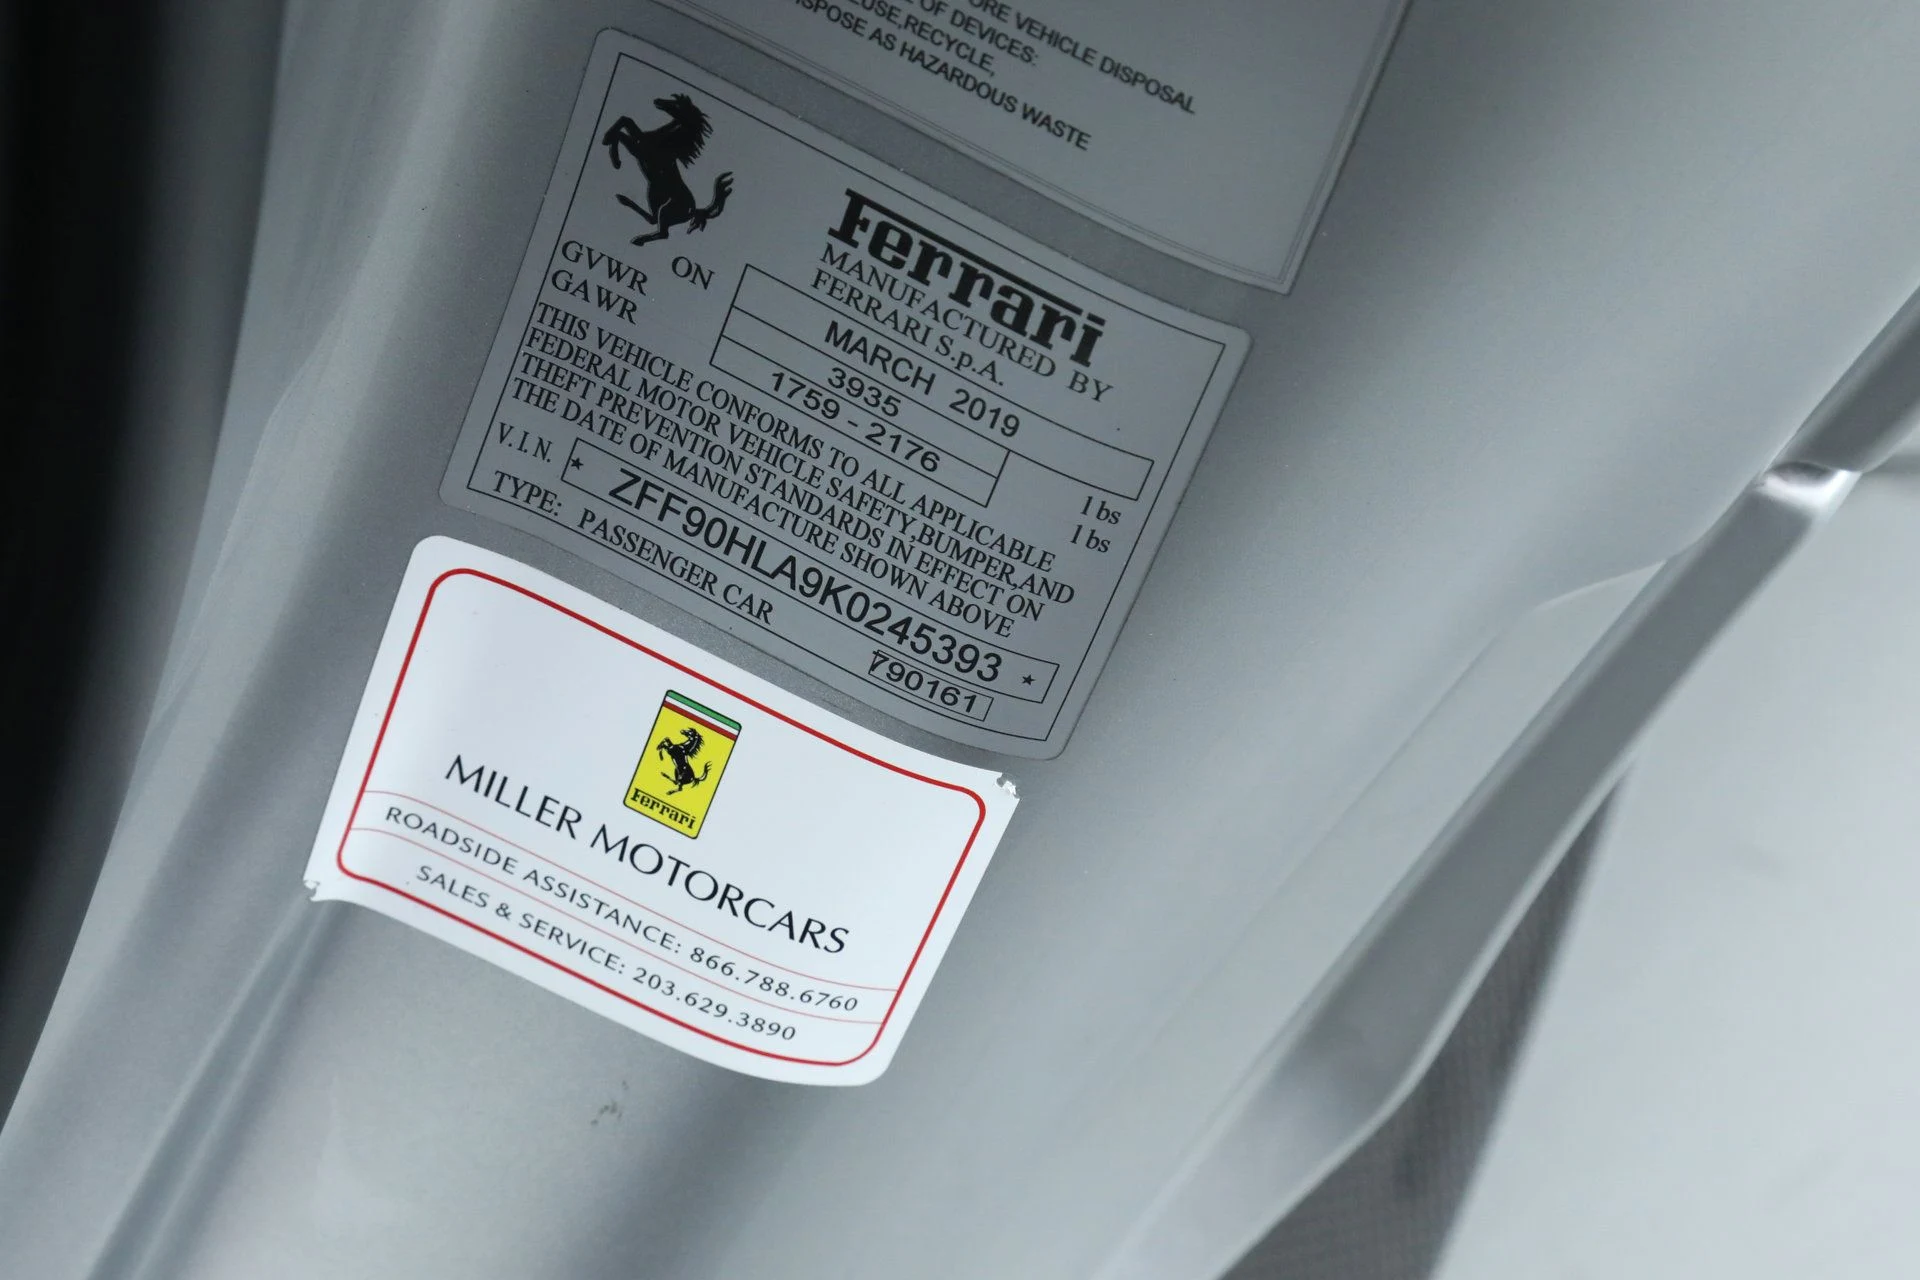 ORE VEHICLE DISPOSAL
OF DEVICES:
EUSE,RECYCLE,
ISPOSE AS HAZARDOUS WASTE
Ferrari
MANUFACTURED BY
FERRARI S.p.A.
ON MARCH 2019
GVWR 3935 lbs
GAWR 1759 - 2176 lbs
THIS VEHICLE CONFORMS TO ALL APPLICABLE
FEDERAL MOTOR VEHICLE SAFETY,BUMPER,AND
THEFT PREVENTION STANDARDS IN EFFECT ON
THE DATE OF MANUFACTURE SHOWN ABOVE
V.I.N. ★ ZFF90HLA9K0245393 ★
TYPE: PASSENGER CAR 790161
Ferrari
MILLER MOTORCARS
ROADSIDE ASSISTANCE: 866.788.6760
SALES & SERVICE: 203.629.3890